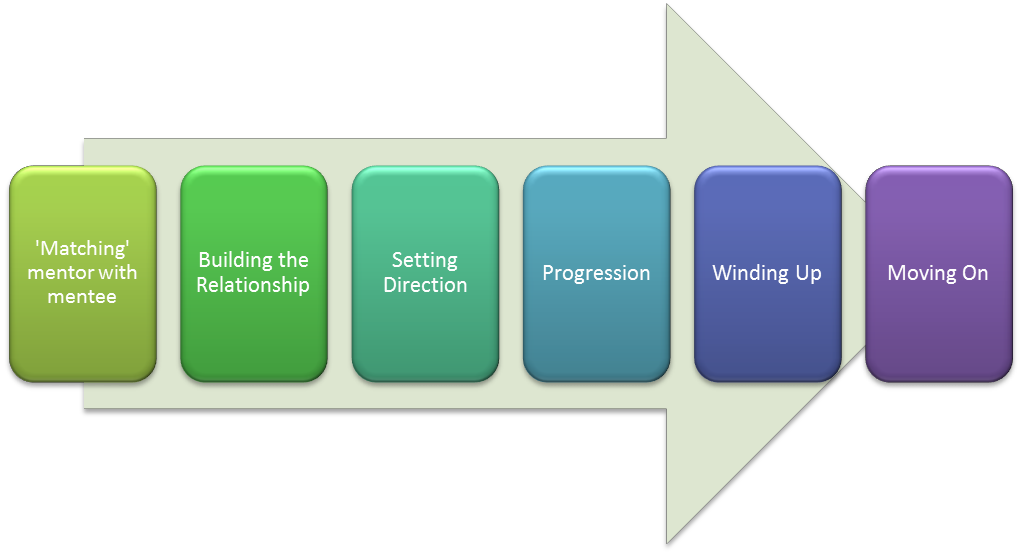 'Matching'
mentor with
mentee
Building the
Relationship
Setting
Direction
Progression
Winding Up
Moving On